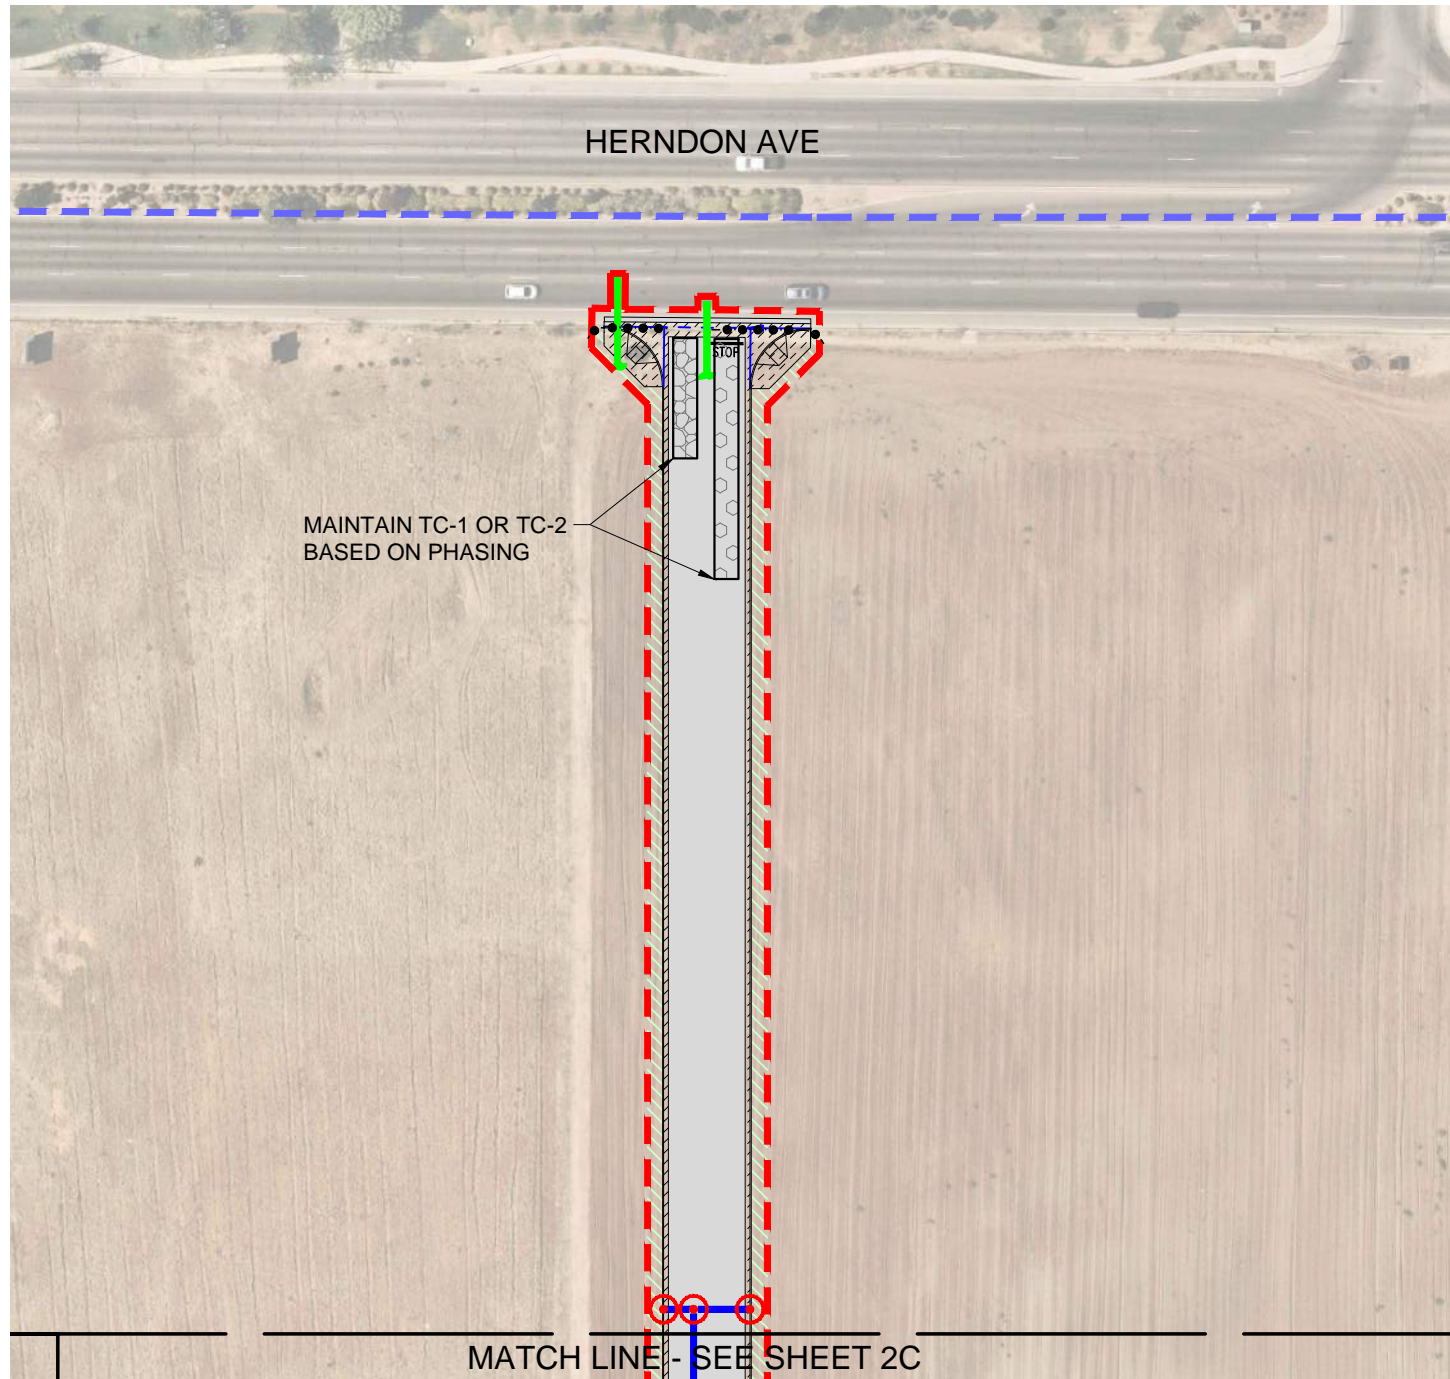 HERNDON AVE
STOP
MAINTAIN TC-1 OR TC-2
BASED ON PHASING
MATCH LINE - SEE SHEET 2C